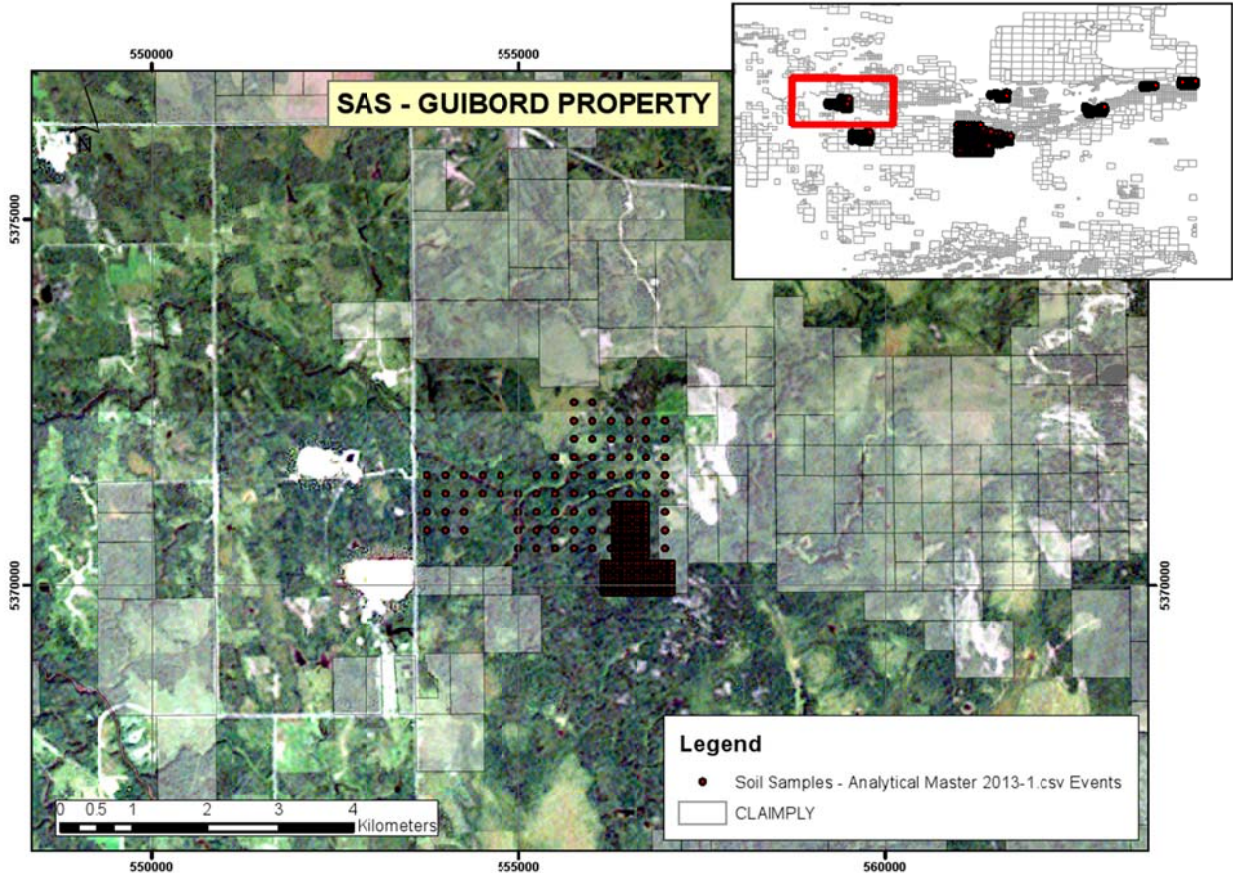 550000
555000
SAS - GUIBORD PROPERTY
5375000
5370000
5370000
Legend
Soil Samples - Analytical Master 2013-1.csv Events
CLAIMPLY
0 0.5 1 2 3 4
Kilometers
550000
555000
560000